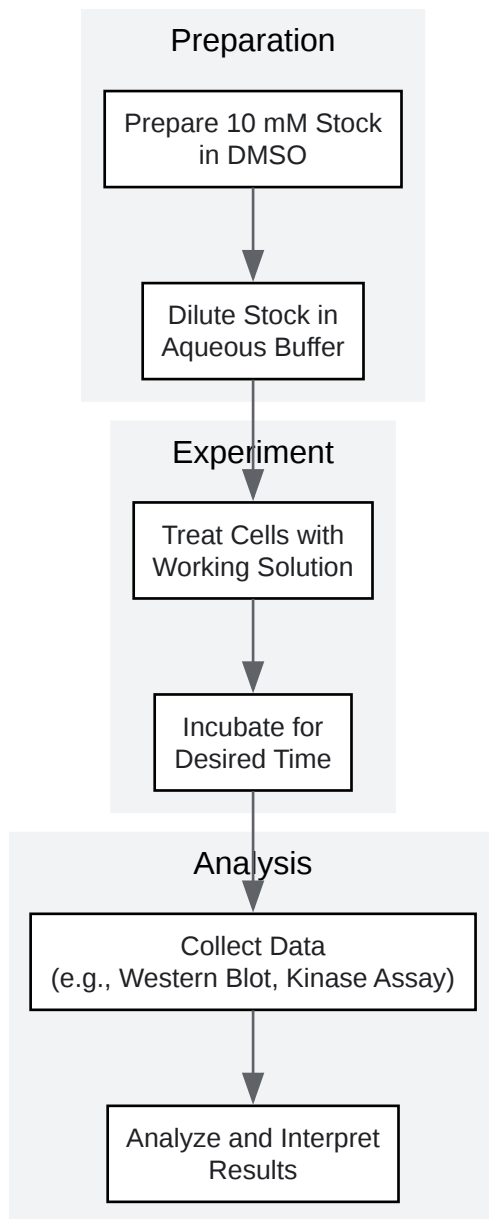 Preparation
Prepare 10 mM Stock
in DMSO
Dilute Stock in
Aqueous Buffer
Experiment
Treat Cells with
Working Solution
Incubate for
Desired Time
Analysis
Collect Data
(e.g., Western Blot, Kinase Assay)
Analyze and Interpret
Results